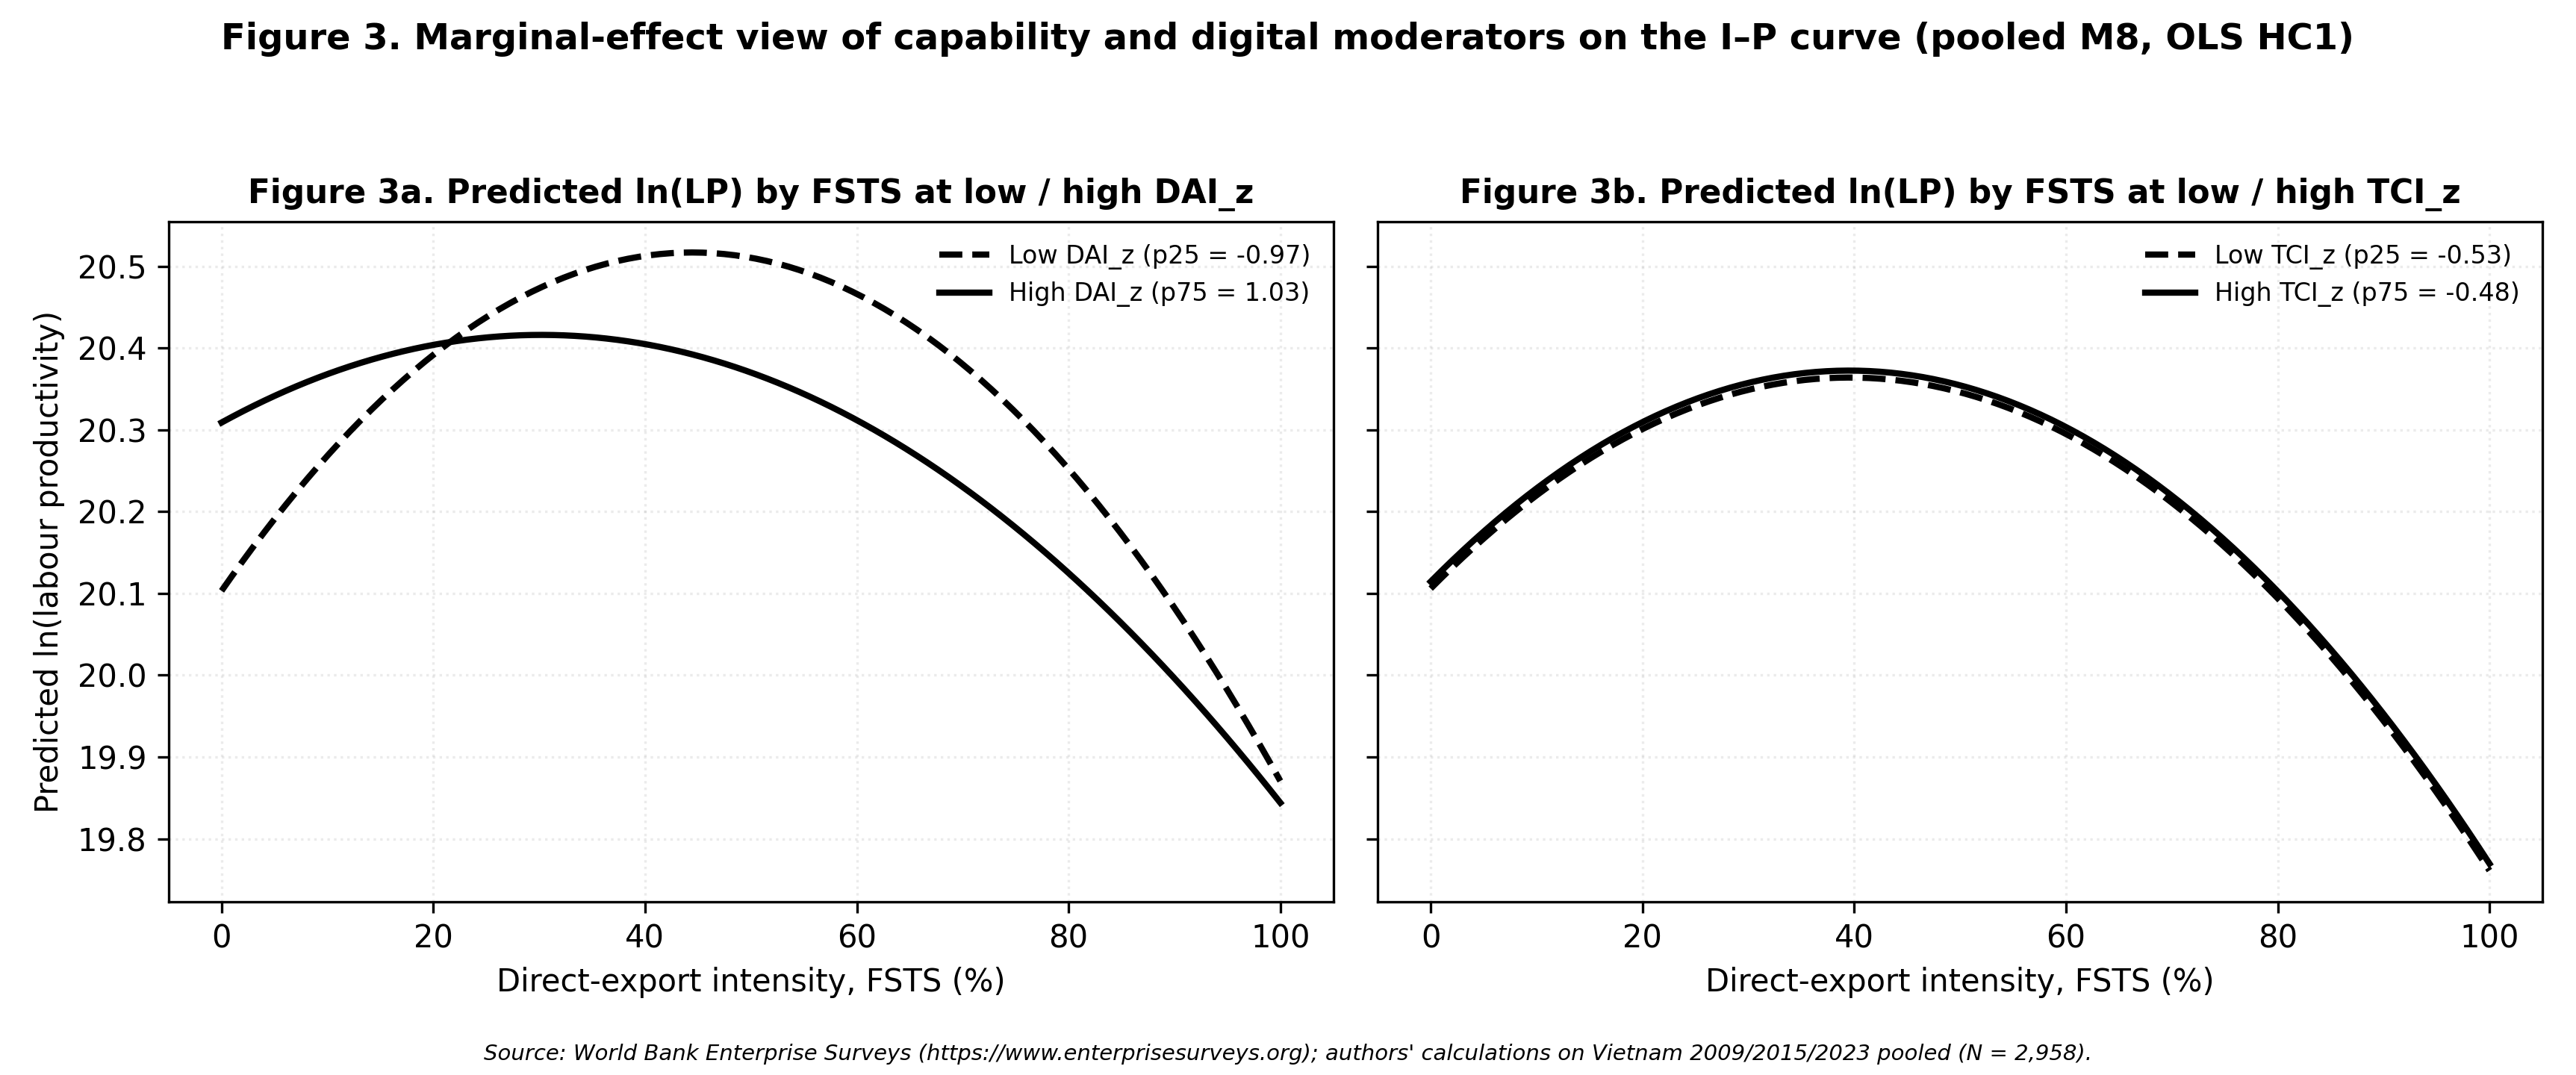 Figure 3. Marginal-effect view of capability and digital moderators on the I–P curve (pooled M8, OLS HC1)
Figure 3a. Predicted ln(LP) by FSTS at low / high DAI_z
Low DAI_z (p25 = -0.97)
High DAI_z (p75 = 1.03)
Predicted ln(labour productivity)
20.5
20.4
20.3
20.2
20.1
20.0
19.9
19.8
0 20 40 60 80 100
Direct-export intensity, FSTS (%)
Figure 3b. Predicted ln(LP) by FSTS at low / high TCI_z
Low TCI_z (p25 = -0.53)
High TCI_z (p75 = -0.48)
0 20 40 60 80 100
Direct-export intensity, FSTS (%)
Source: World Bank Enterprise Surveys (https://www.enterprisesurveys.org); authors' calculations on Vietnam 2009/2015/2023 pooled (N = 2,958).